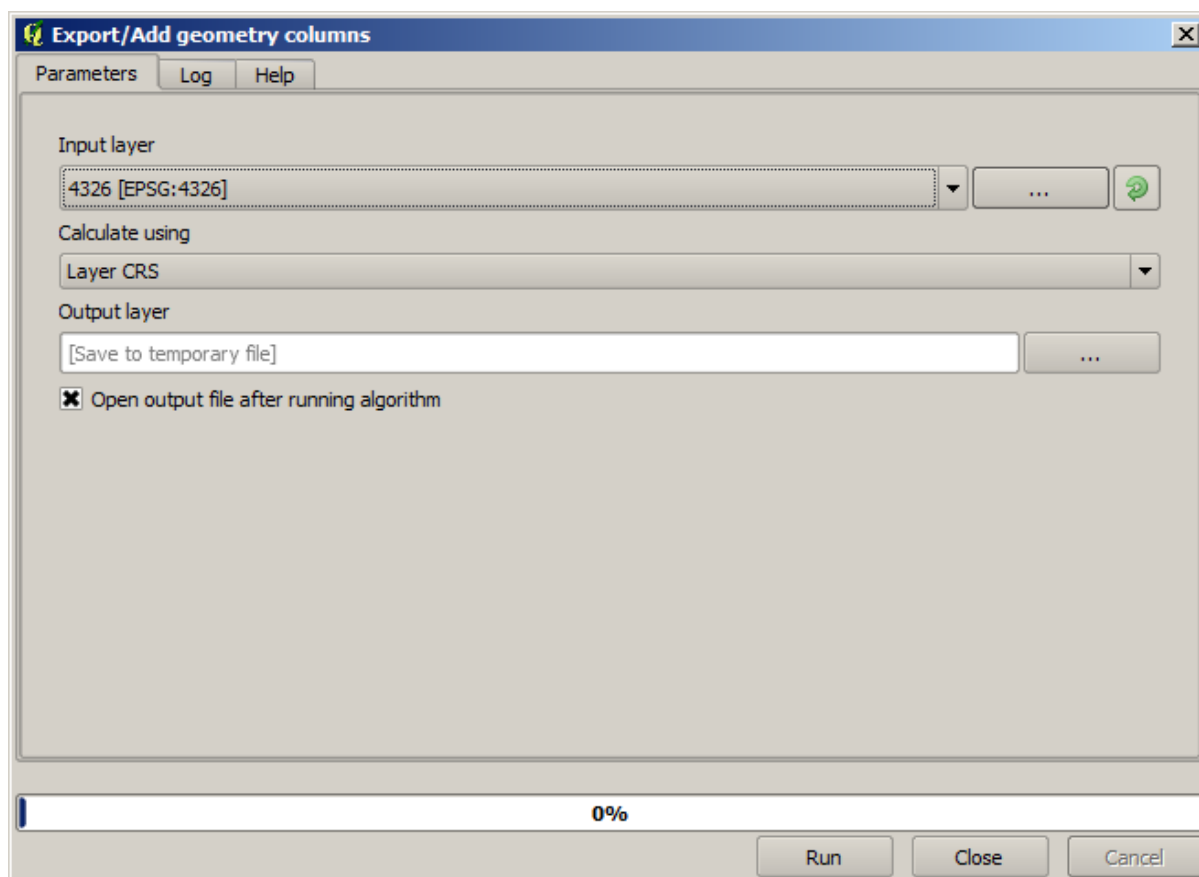 Export/Add geometry columns
Parameters Log Help
Input layer
4326 [EPSG:4326] ...
Calculate using
Layer CRS
Output layer
[Save to temporary file] ...
Open output file after running algorithm
0%
Run Close Cancel